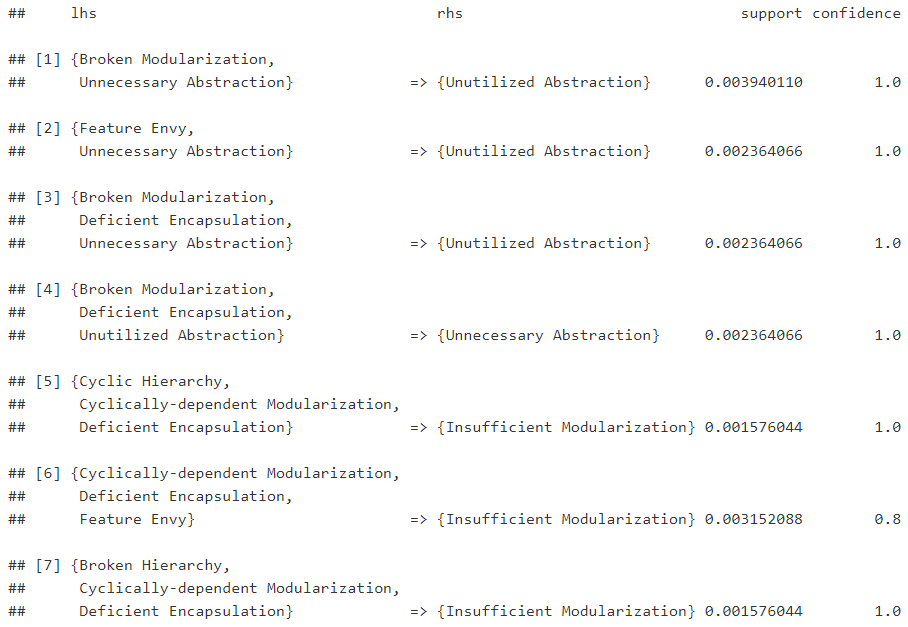 ##     lhs                                      rhs                               support confidence
## [1] {Broken Modularization,
##      Unnecessary Abstraction}             => {Unutilized Abstraction}      0.003940110        1.0
## [2] {Feature Envy,
##      Unnecessary Abstraction}             => {Unutilized Abstraction}      0.002364066        1.0
## [3] {Broken Modularization,
##      Deficient Encapsulation,
##      Unnecessary Abstraction}             => {Unutilized Abstraction}      0.002364066        1.0
## [4] {Broken Modularization,
##      Deficient Encapsulation,
##      Unutilized Abstraction}              => {Unnecessary Abstraction}     0.002364066        1.0
## [5] {Cyclic Hierarchy,
##      Cyclically-dependent Modularization,
##      Deficient Encapsulation}             => {Insufficient Modularization} 0.001576044        1.0
## [6] {Cyclically-dependent Modularization,
##      Deficient Encapsulation,
##      Feature Envy}                        => {Insufficient Modularization} 0.003152088        0.8
## [7] {Broken Hierarchy,
##      Cyclically-dependent Modularization,
##      Deficient Encapsulation}             => {Insufficient Modularization} 0.001576044        1.0